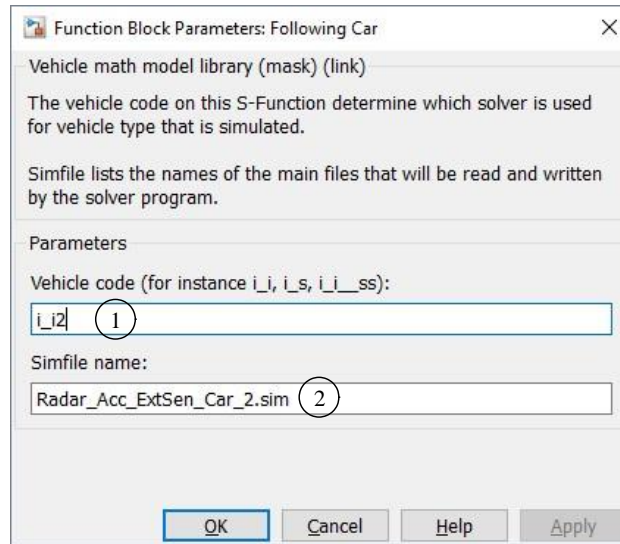 Function Block Parameters: Following Car
Vehicle math model library (mask) (link)
The vehicle code on this S-Function determine which solver is used
for vehicle type that is simulated.
Simfile lists the names of the main files that will be read and written
by the solver program.
Parameters
Vehicle code (for instance i_i, i_s, i_i__ss):
i_i2
1
Simfile name:
Radar_Acc_ExtSen_Car_2.sim
2
OK
Cancel
Help
Apply